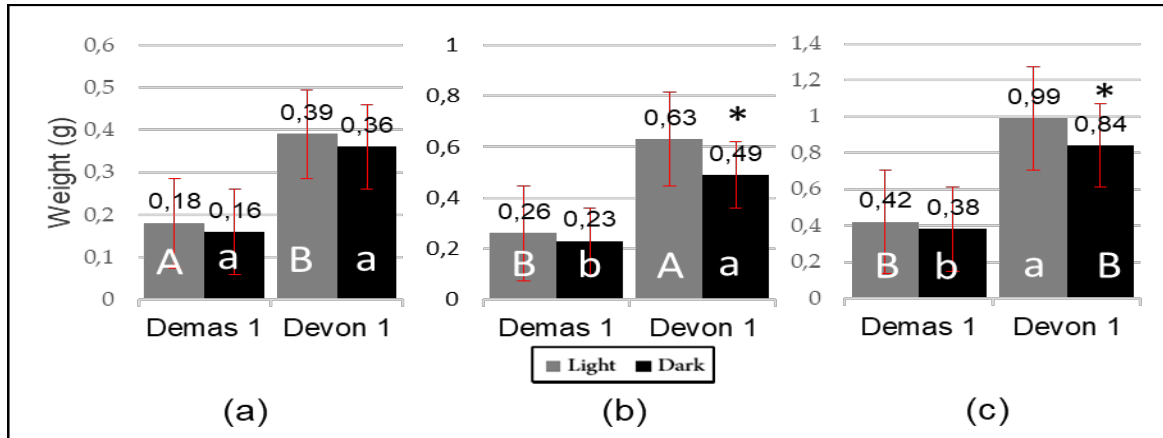 Weight (g)
0,6
0,5
0,4
0,3
0,2
0,1
0
0,18
0,16
0,39
0,36
A
a
B
a
Demas 1
Devon 1
(a)
1
0,8
0,6
0,4
0,2
0
0,26
0,23
0,63
*
0,49
B
b
A
a
Demas 1
Devon 1
(b)
1,4
1,2
1
0,8
0,6
0,4
0,2
0
0,42
0,38
0,99
*
0,84
B
b
a
B
Demas 1
Devon 1
(c)
Light Dark